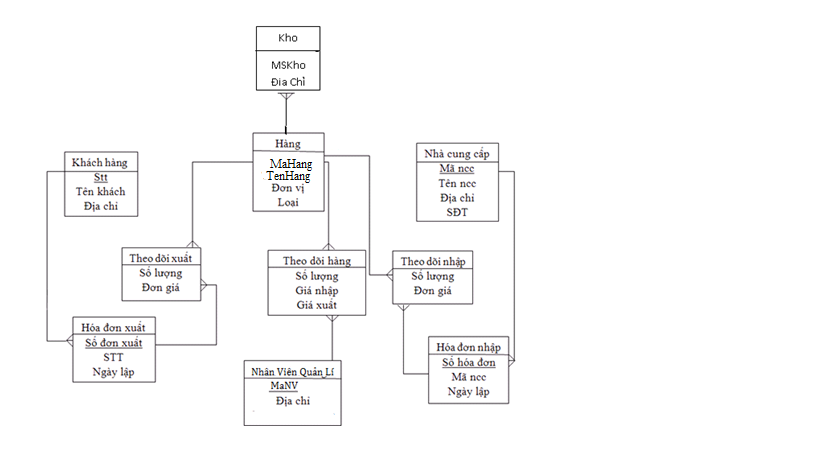 Kho
MSKho
Đia Chỉ
Hàng
MaHang
TenHang
Đơn vị
Loại
Khách hàng
Stt
Tên khách
Địa chỉ
Nhà cung cấp
Mã ncc
Tên ncc
Địa chỉ
SĐT
Theo dõi xuất
Số lượng
Đơn giá
Theo dõi hàng
Số lượng
Giá nhập
Giá xuất
Theo dõi nhập
Số lượng
Đơn giá
Hóa đơn xuất
Số đơn xuất
STT
Ngày lập
Nhân Viên Quản Lí
MaNV
Địa chỉ
Hóa đơn nhập
Số hóa đơn
Mã ncc
Ngày lập